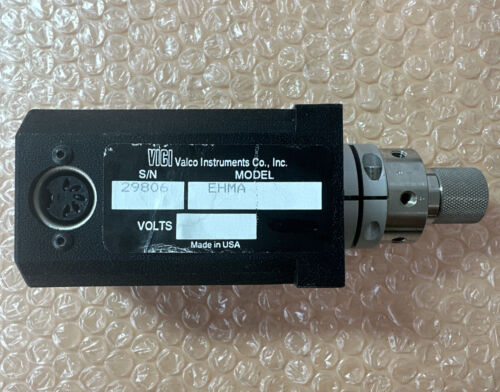 VICI Valco Instruments Co., Inc.
S/N MODEL
29806 EHMA
VOLTS
Made in USA